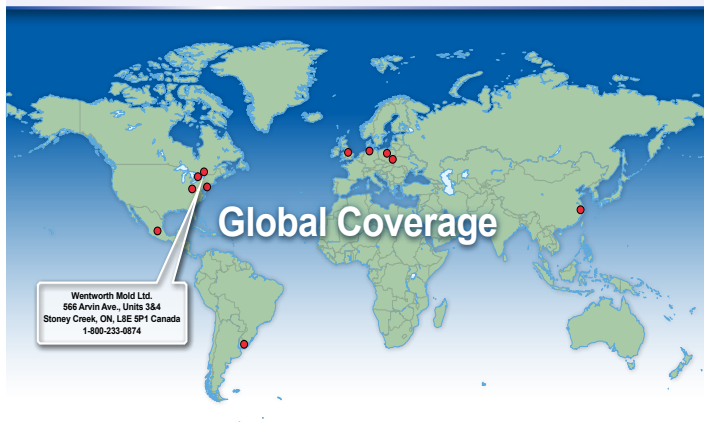 Global Coverage
Wentworth Mold Ltd.
566 Arvin Ave., Units 3&4
Stoney Creek, ON, L8E 5P1 Canada
1-800-233-0874